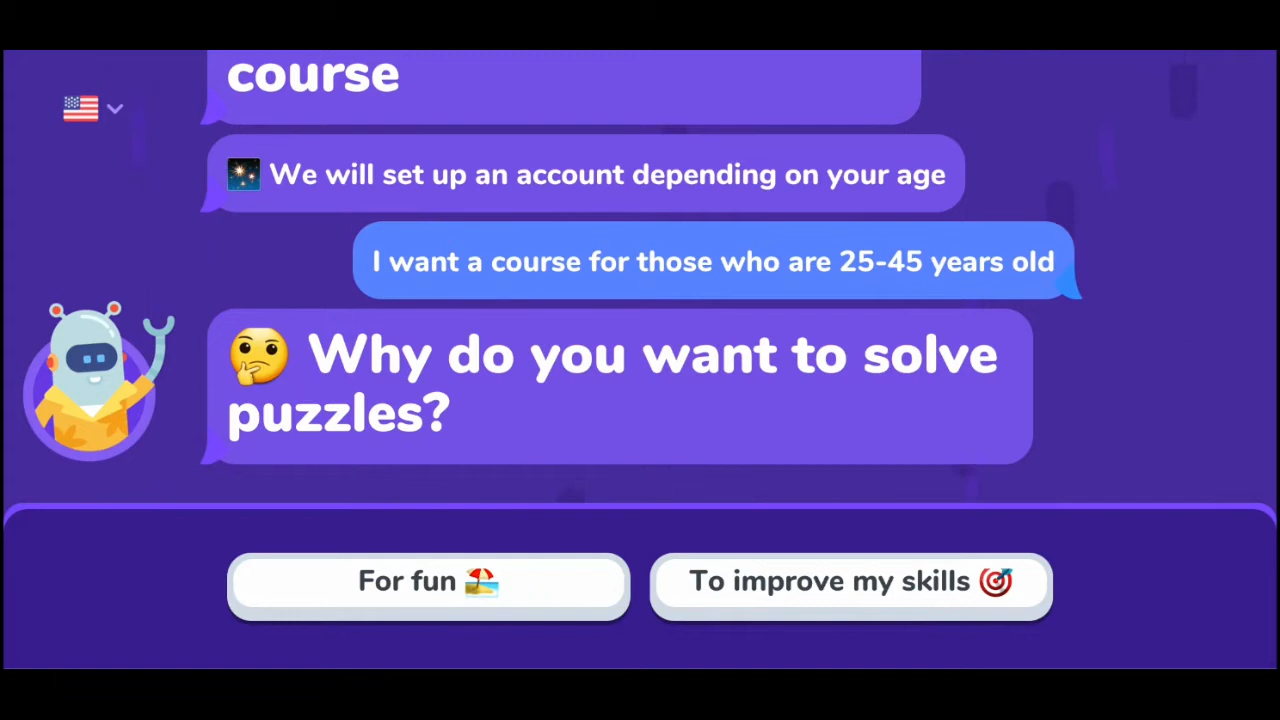 course
We will set up an account depending on your age
I want a course for those who are 25-45 years old
Why do you want to solve
puzzles?
For fun
To improve my skills